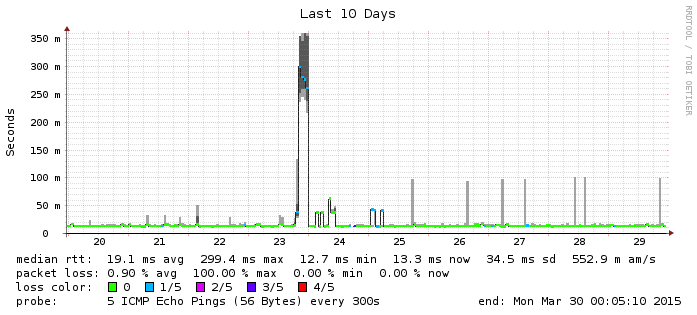 Last 10 Days
RRDTOOL / TOBI OETIKER
Seconds
350 m
300 m
250 m
200 m
150 m
100 m
50 m
0
20 21 22 23 24 25 26 27 28 29
median rtt: 19.1 ms avg 299.4 ms max 12.7 ms min 13.3 ms now 34.5 ms sd 552.9 m am/s
packet loss: 0.90 % avg 100.00 % max 0.00 % min 0.00 % now
loss color: 0 1/5 2/5 3/5 4/5
probe: 5 ICMP Echo Pings (56 Bytes) every 300s end: Mon Mar 30 00:05:10 2015